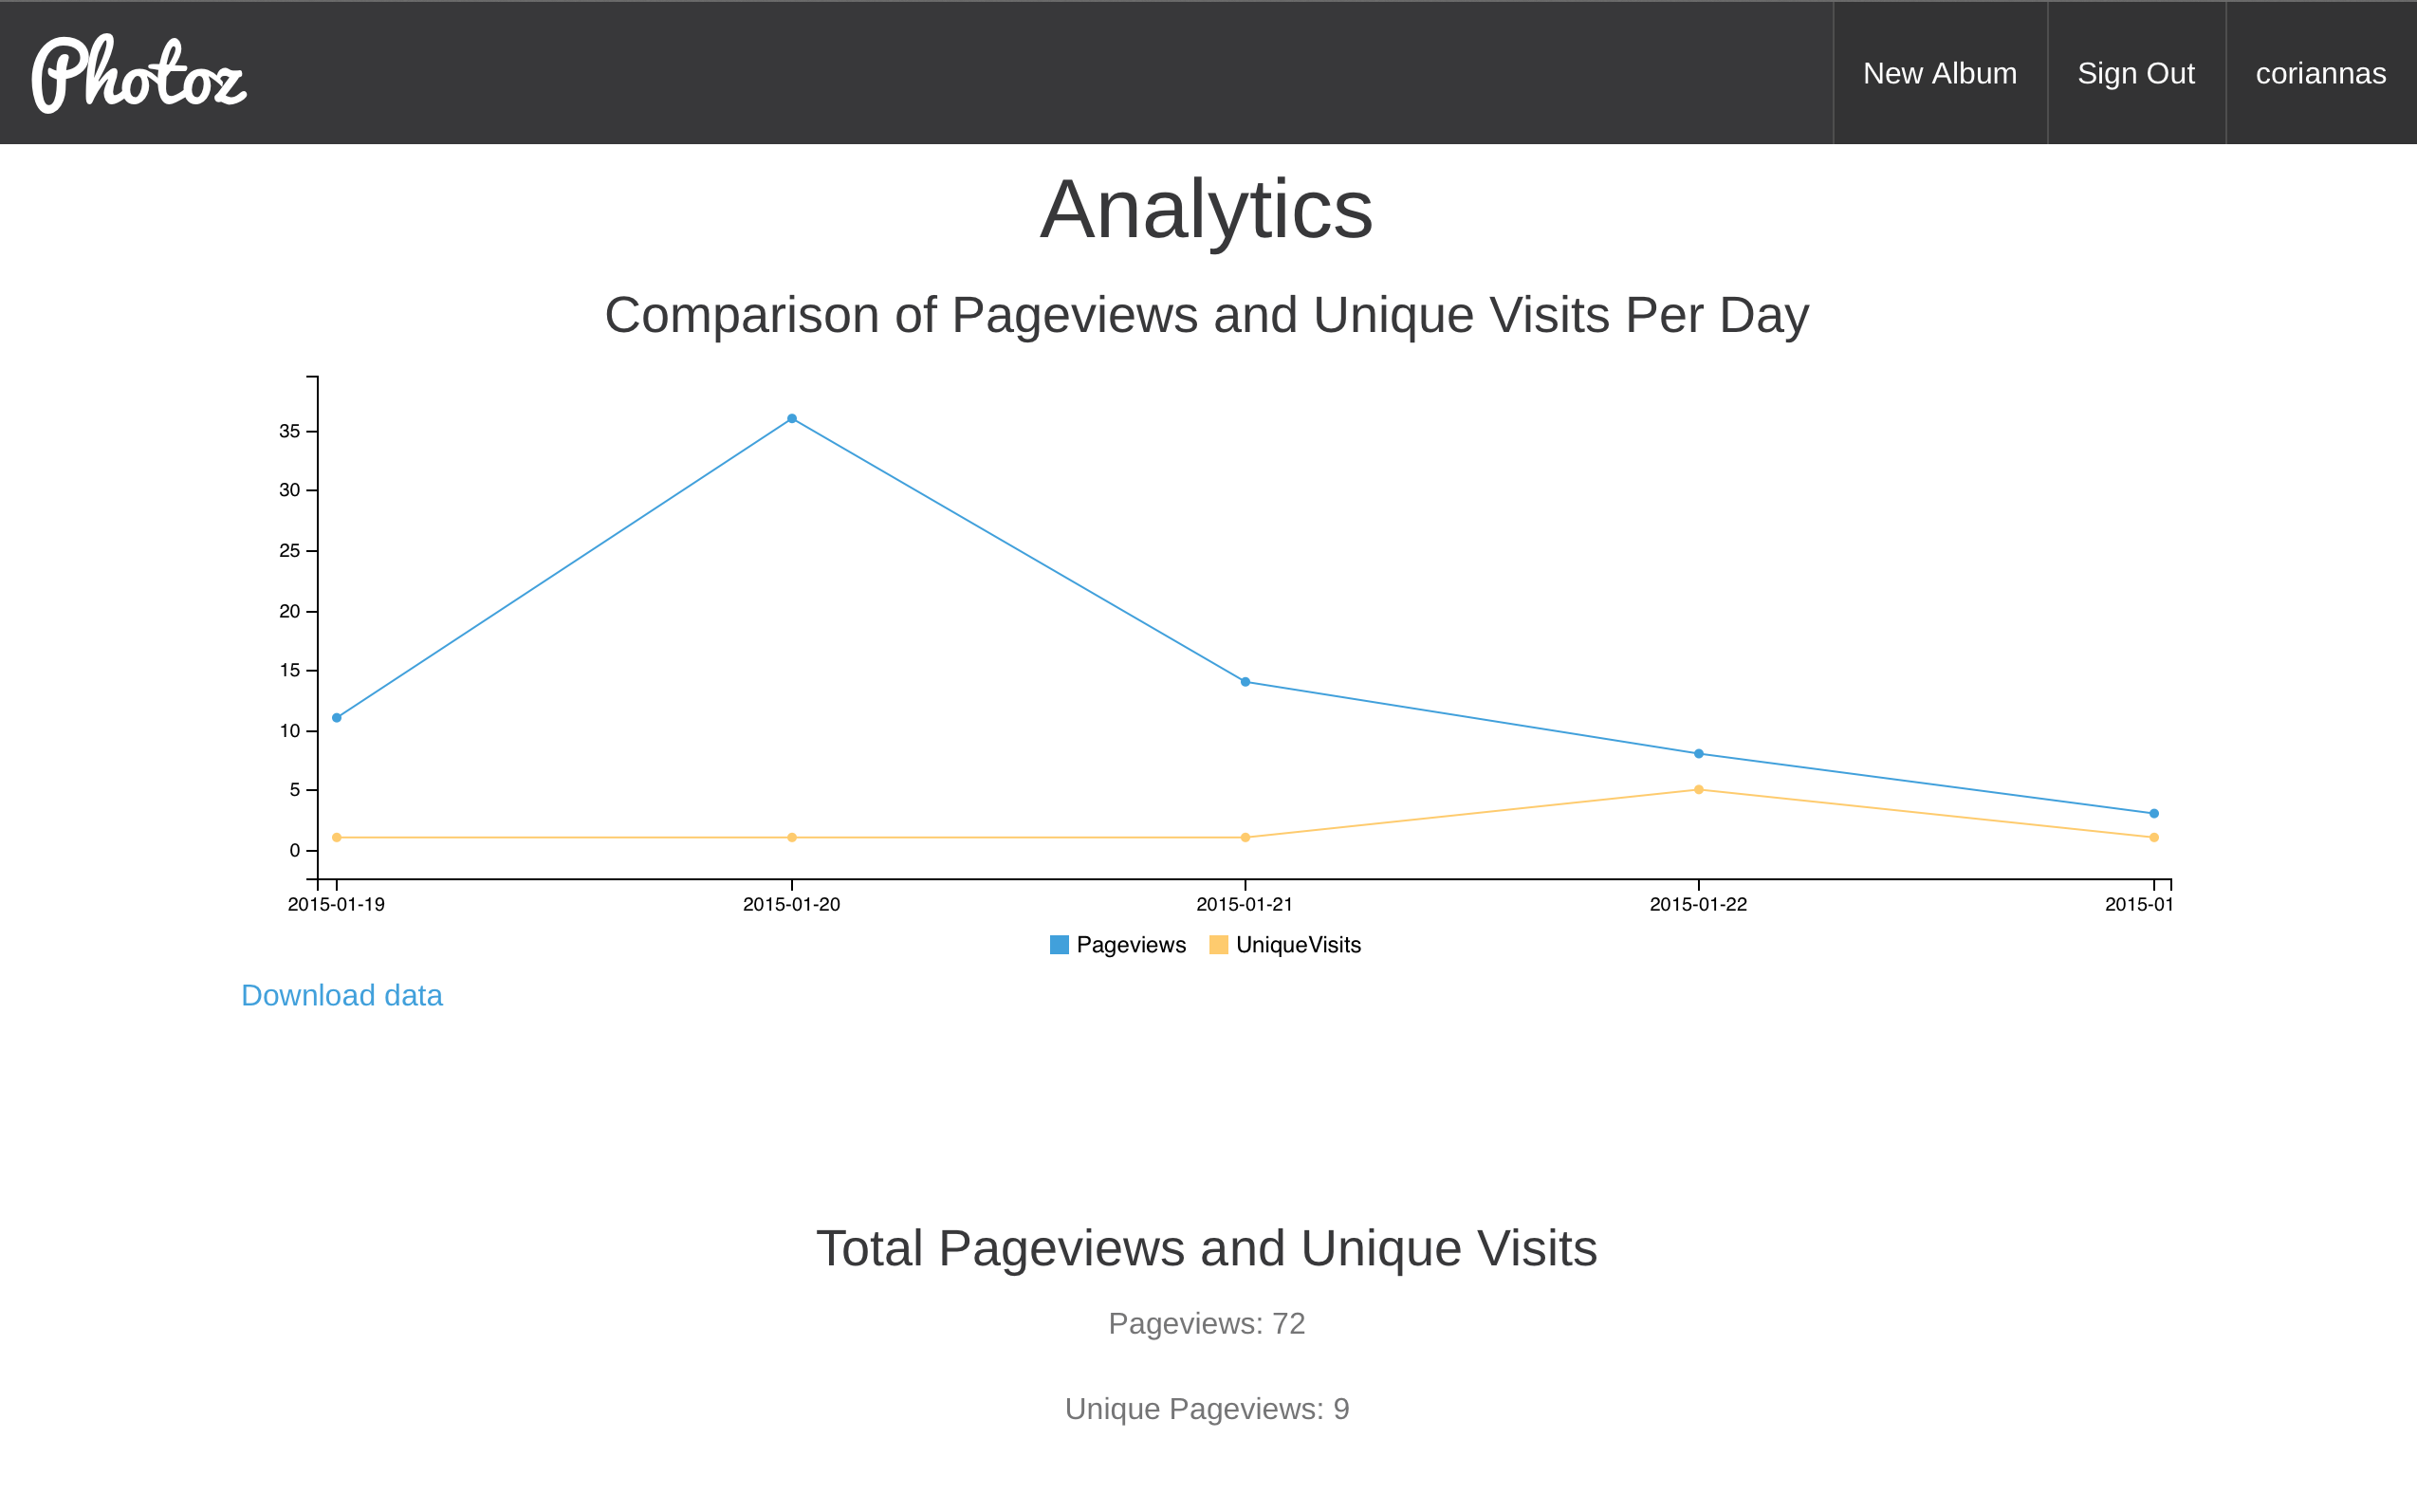 Photoz
New Album Sign Out coriannas
Analytics
Comparison of Pageviews and Unique Visits Per Day
35
30
25
20
15
10
5
0
2015-01-19 2015-01-20 2015-01-21 2015-01-22 2015-01
Pageviews UniqueVisits
Download data
Total Pageviews and Unique Visits
Pageviews: 72
Unique Pageviews: 9